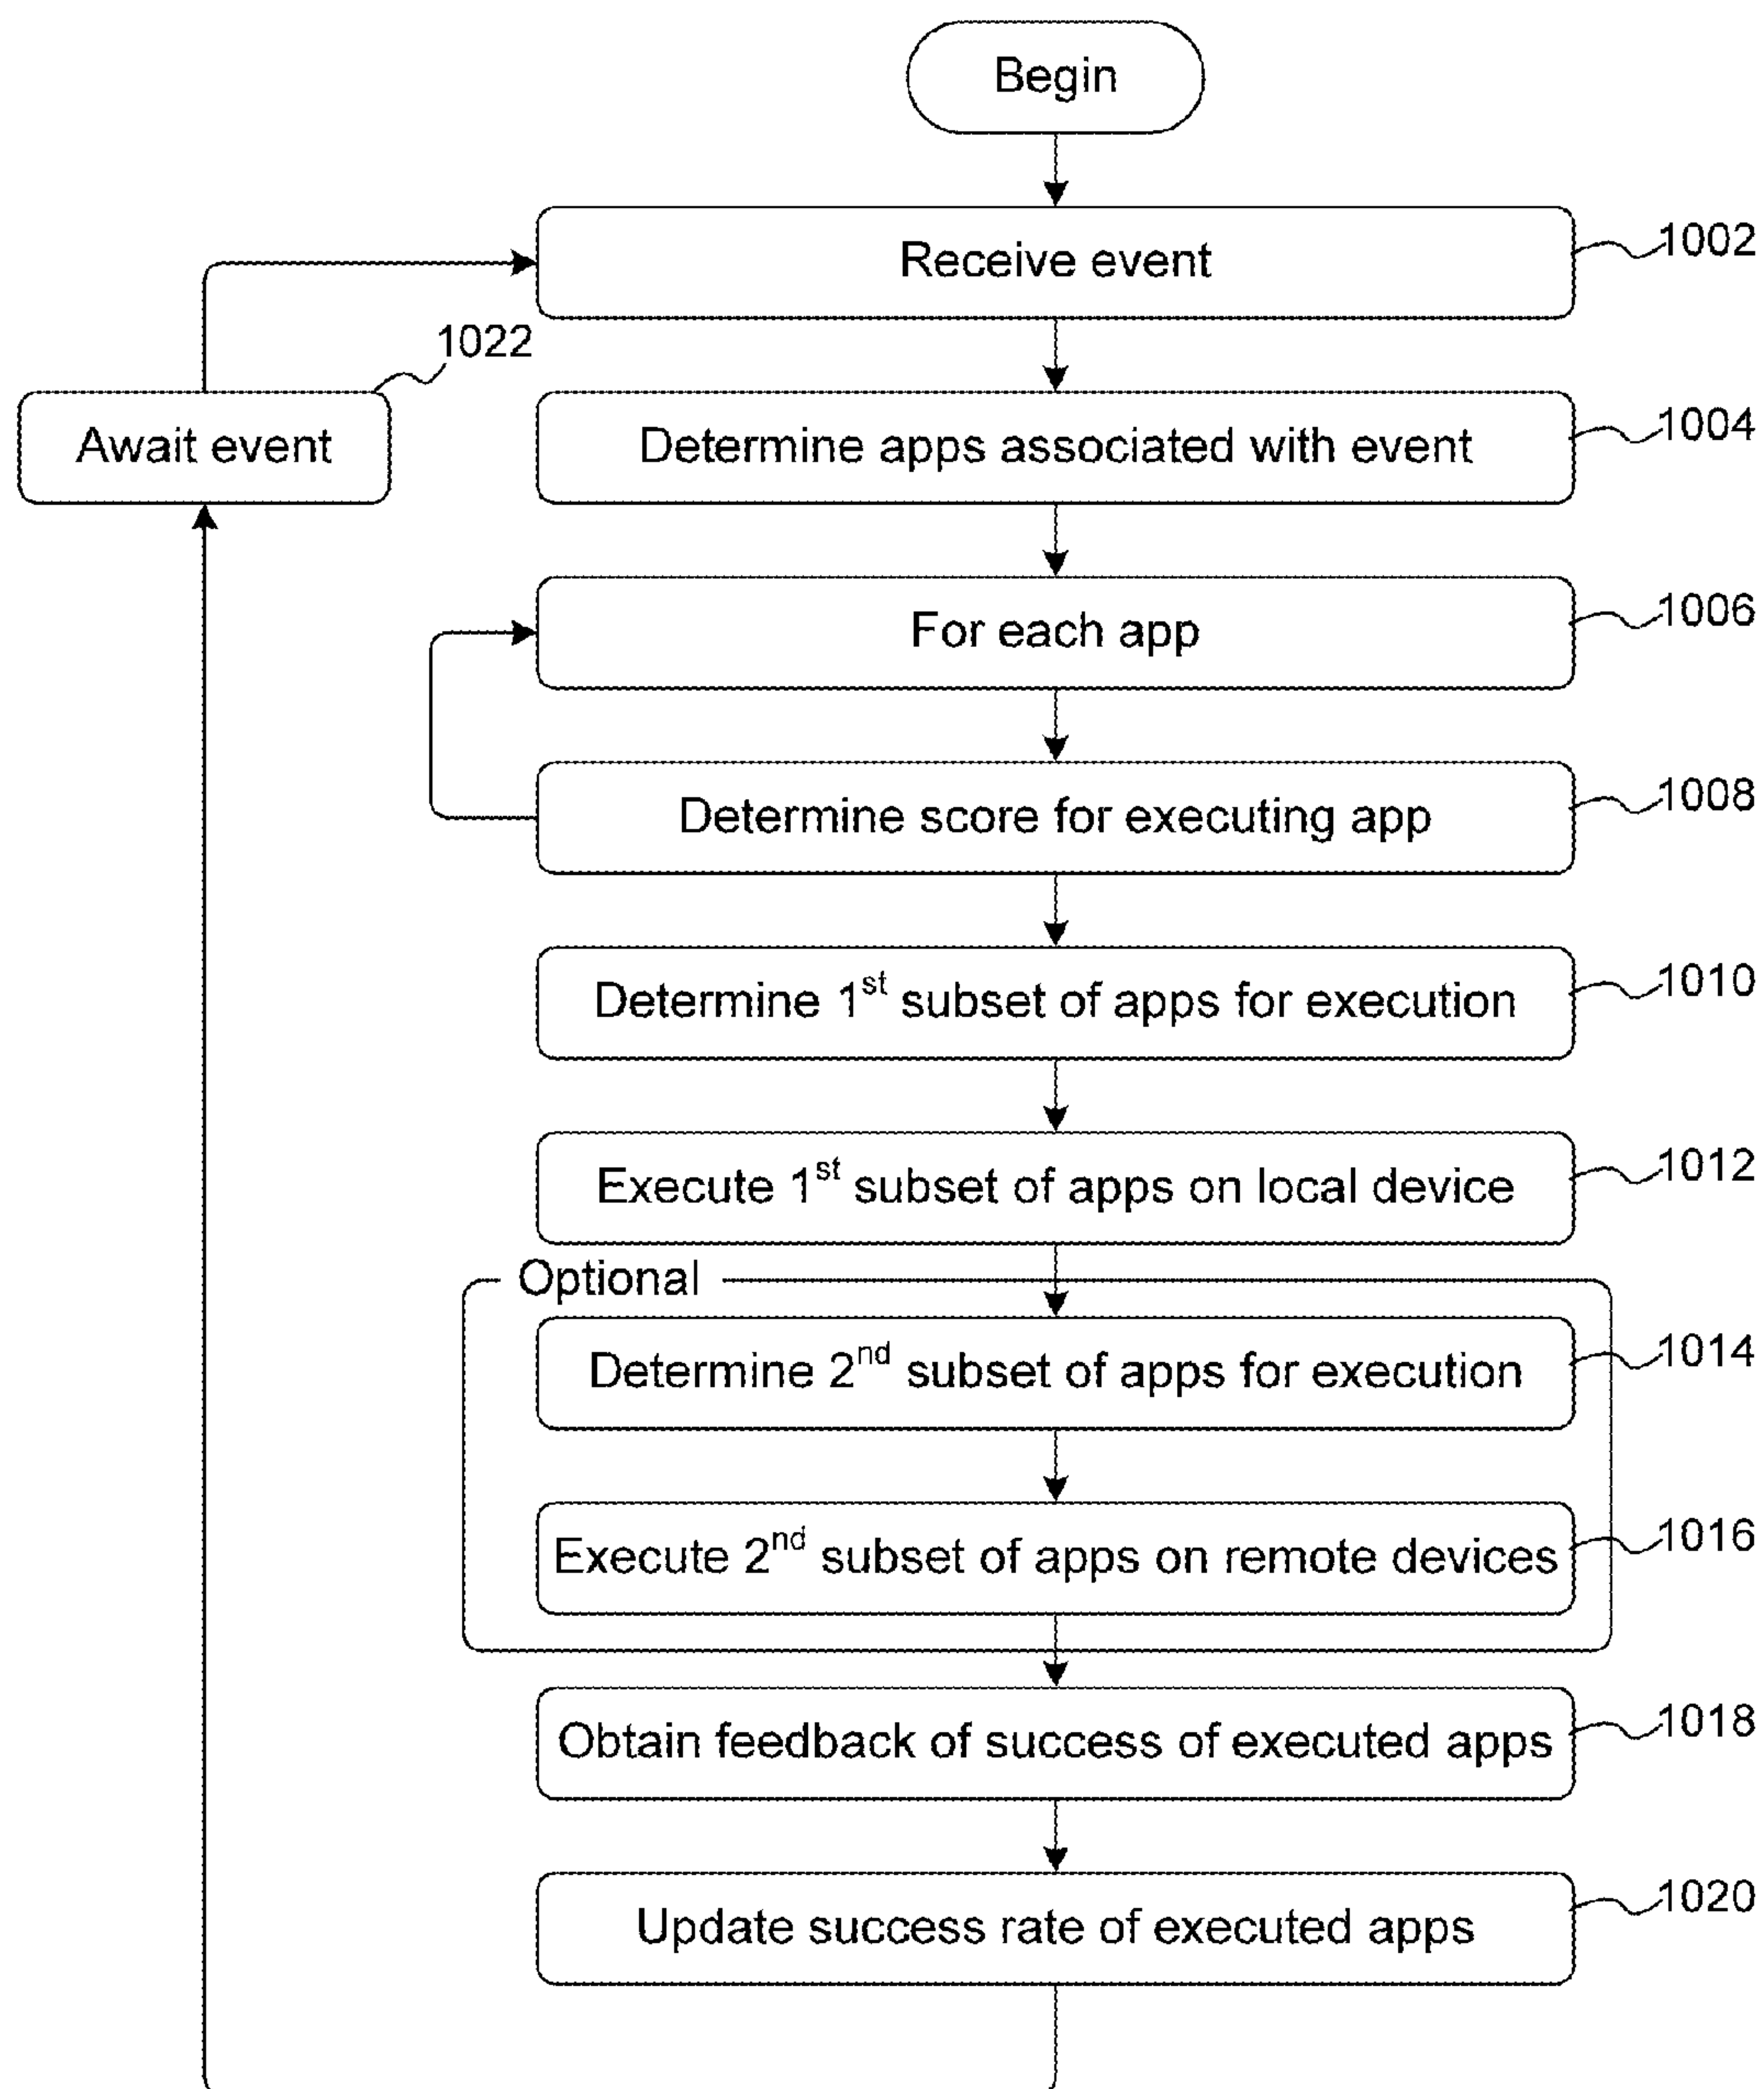 Begin
Receive event
1002
1022
Await event
Determine apps associated with event
1004
For each app
1006
Determine score for executing app
1008
Determine 1st subset of apps for execution
1010
Execute 1st subset of apps on local device
1012
Optional
Determine 2nd subset of apps for execution
1014
Execute 2nd subset of apps on remote devices
1016
Obtain feedback of success of executed apps
1018
Update success rate of executed apps
1020